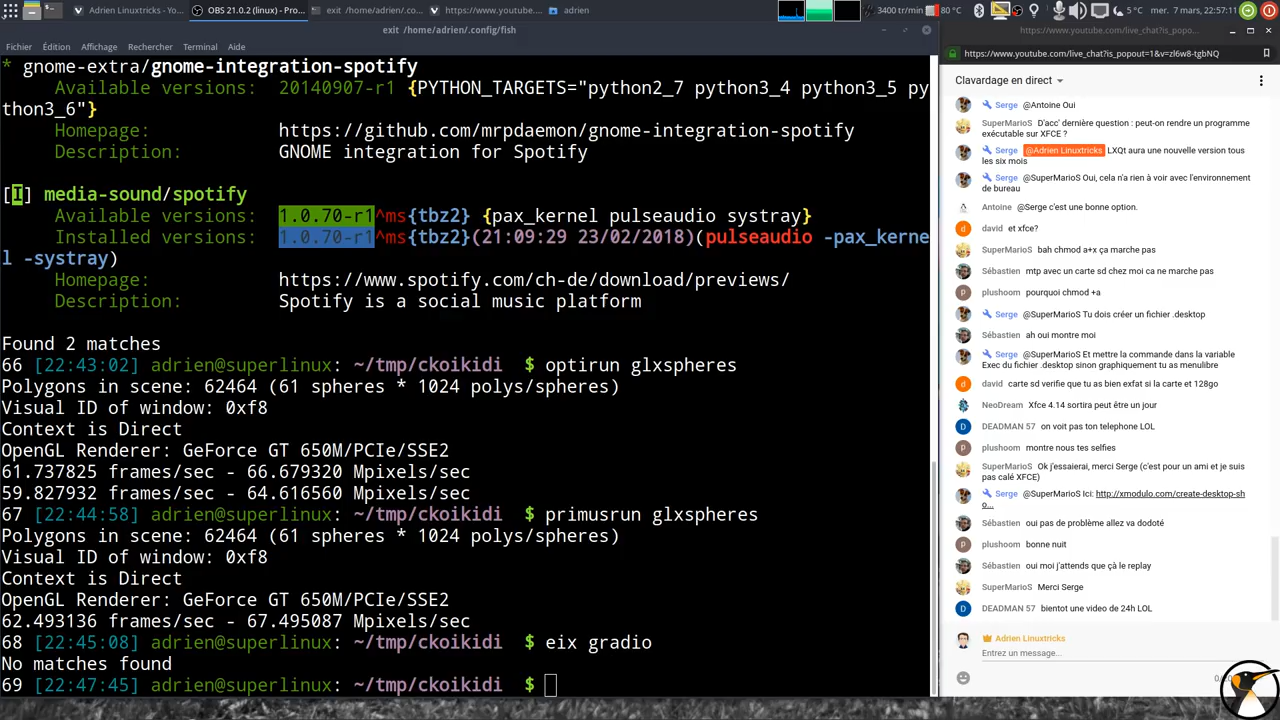 Adrien Linuxtricks - Yo...
OBS 21.0.2 (linux) - Pro...
exit /home/adrien/.co...
https://www.youtube....
adrien
3400 tr/min
80 °C
5 °C
mer. 7 mars, 22:57:11
exit /home/adrien/.config/fish
Fichier Édition Affichage Rechercher Terminal Aide
* gnome-extra/gnome-integration-spotify
Available versions: 20140907-r1 {PYTHON_TARGETS="python2_7 python3_4 python3_5 py
thon3_6"}
Homepage: https://github.com/mrpdaemon/gnome-integration-spotify
Description: GNOME integration for Spotify
[I] media-sound/spotify
Available versions: 1.0.70-r1^ms{tbz2} {pax_kernel pulseaudio systray}
Installed versions: 1.0.70-r1^ms{tbz2}(21:09:29 23/02/2018)(pulseaudio -pax_kerne
l -systray)
Homepage: https://www.spotify.com/ch-de/download/previews/
Description: Spotify is a social music platform
Found 2 matches
66 [22:43:02] adrien@superlinux: ~/tmp/ckoikidi $ optirun glxspheres
Polygons in scene: 62464 (61 spheres * 1024 polys/spheres)
Visual ID of window: 0xf8
Context is Direct
OpenGL Renderer: GeForce GT 650M/PCIe/SSE2
61.737825 frames/sec - 66.679320 Mpixels/sec
59.827932 frames/sec - 64.616560 Mpixels/sec
67 [22:44:58] adrien@superlinux: ~/tmp/ckoikidi $ primusrun glxspheres
Polygons in scene: 62464 (61 spheres * 1024 polys/spheres)
Visual ID of window: 0xf8
Context is Direct
OpenGL Renderer: GeForce GT 650M/PCIe/SSE2
62.493136 frames/sec - 67.495087 Mpixels/sec
68 [22:45:08] adrien@superlinux: ~/tmp/ckoikidi $ eix gradio
No matches found
69 [22:47:45] adrien@superlinux: ~/tmp/ckoikidi $
https://www.youtube.com/live_chat?is_popo...
https://www.youtube.com/live_chat?is_popout=1&v=zl6w8-tgbNQ
Clavardage en direct
Serge @Antoine Oui
SuperMarioS D'acc' dernière question : peut-on rendre un programme
exécutable sur XFCE ?
Serge @Adrien Linuxtricks LXQt aura une nouvelle version tous
les six mois
Serge @SuperMarioS Oui, cela n'a rien à voir avec l'environnement
de bureau
Antoine @Serge c'est une bonne option.
d david et xfce?
SuperMarioS bah chmod a+x ça marche pas
Sébastien mtp avec un carte sd chez moi ca ne marche pas
P plushoom pourquoi chmod +a
Serge @SuperMarioS Tu dois créer un fichier .desktop
Sébastien ah oui montre moi
Serge @SuperMarioS Et mettre la commande dans la variable
Exec du fichier .desktop sinon graphiquement tu as menulibre
d david carte sd verifie que tu as bien exfat si la carte et 128go
NeoDream Xfce 4.14 sortira peut être un jour
D DEADMAN 57 on voit pas ton telephone LOL
P plushoom montre nous tes selfies
SuperMarioS Ok j'essaierai, merci Serge (c'est pour un ami et je suis
pas calé XFCE)
Serge @SuperMarioS Ici: http://xmodulo.com/create-desktop-sh
o...
Sébastien oui pas de problème allez va dodoté
P plushoom bonne nuit
Sébastien oui moi j'attends que çà le replay
SuperMarioS Merci Serge
D DEADMAN 57 bientot une video de 24h LOL
Adrien Linuxtricks
Entrez un message...